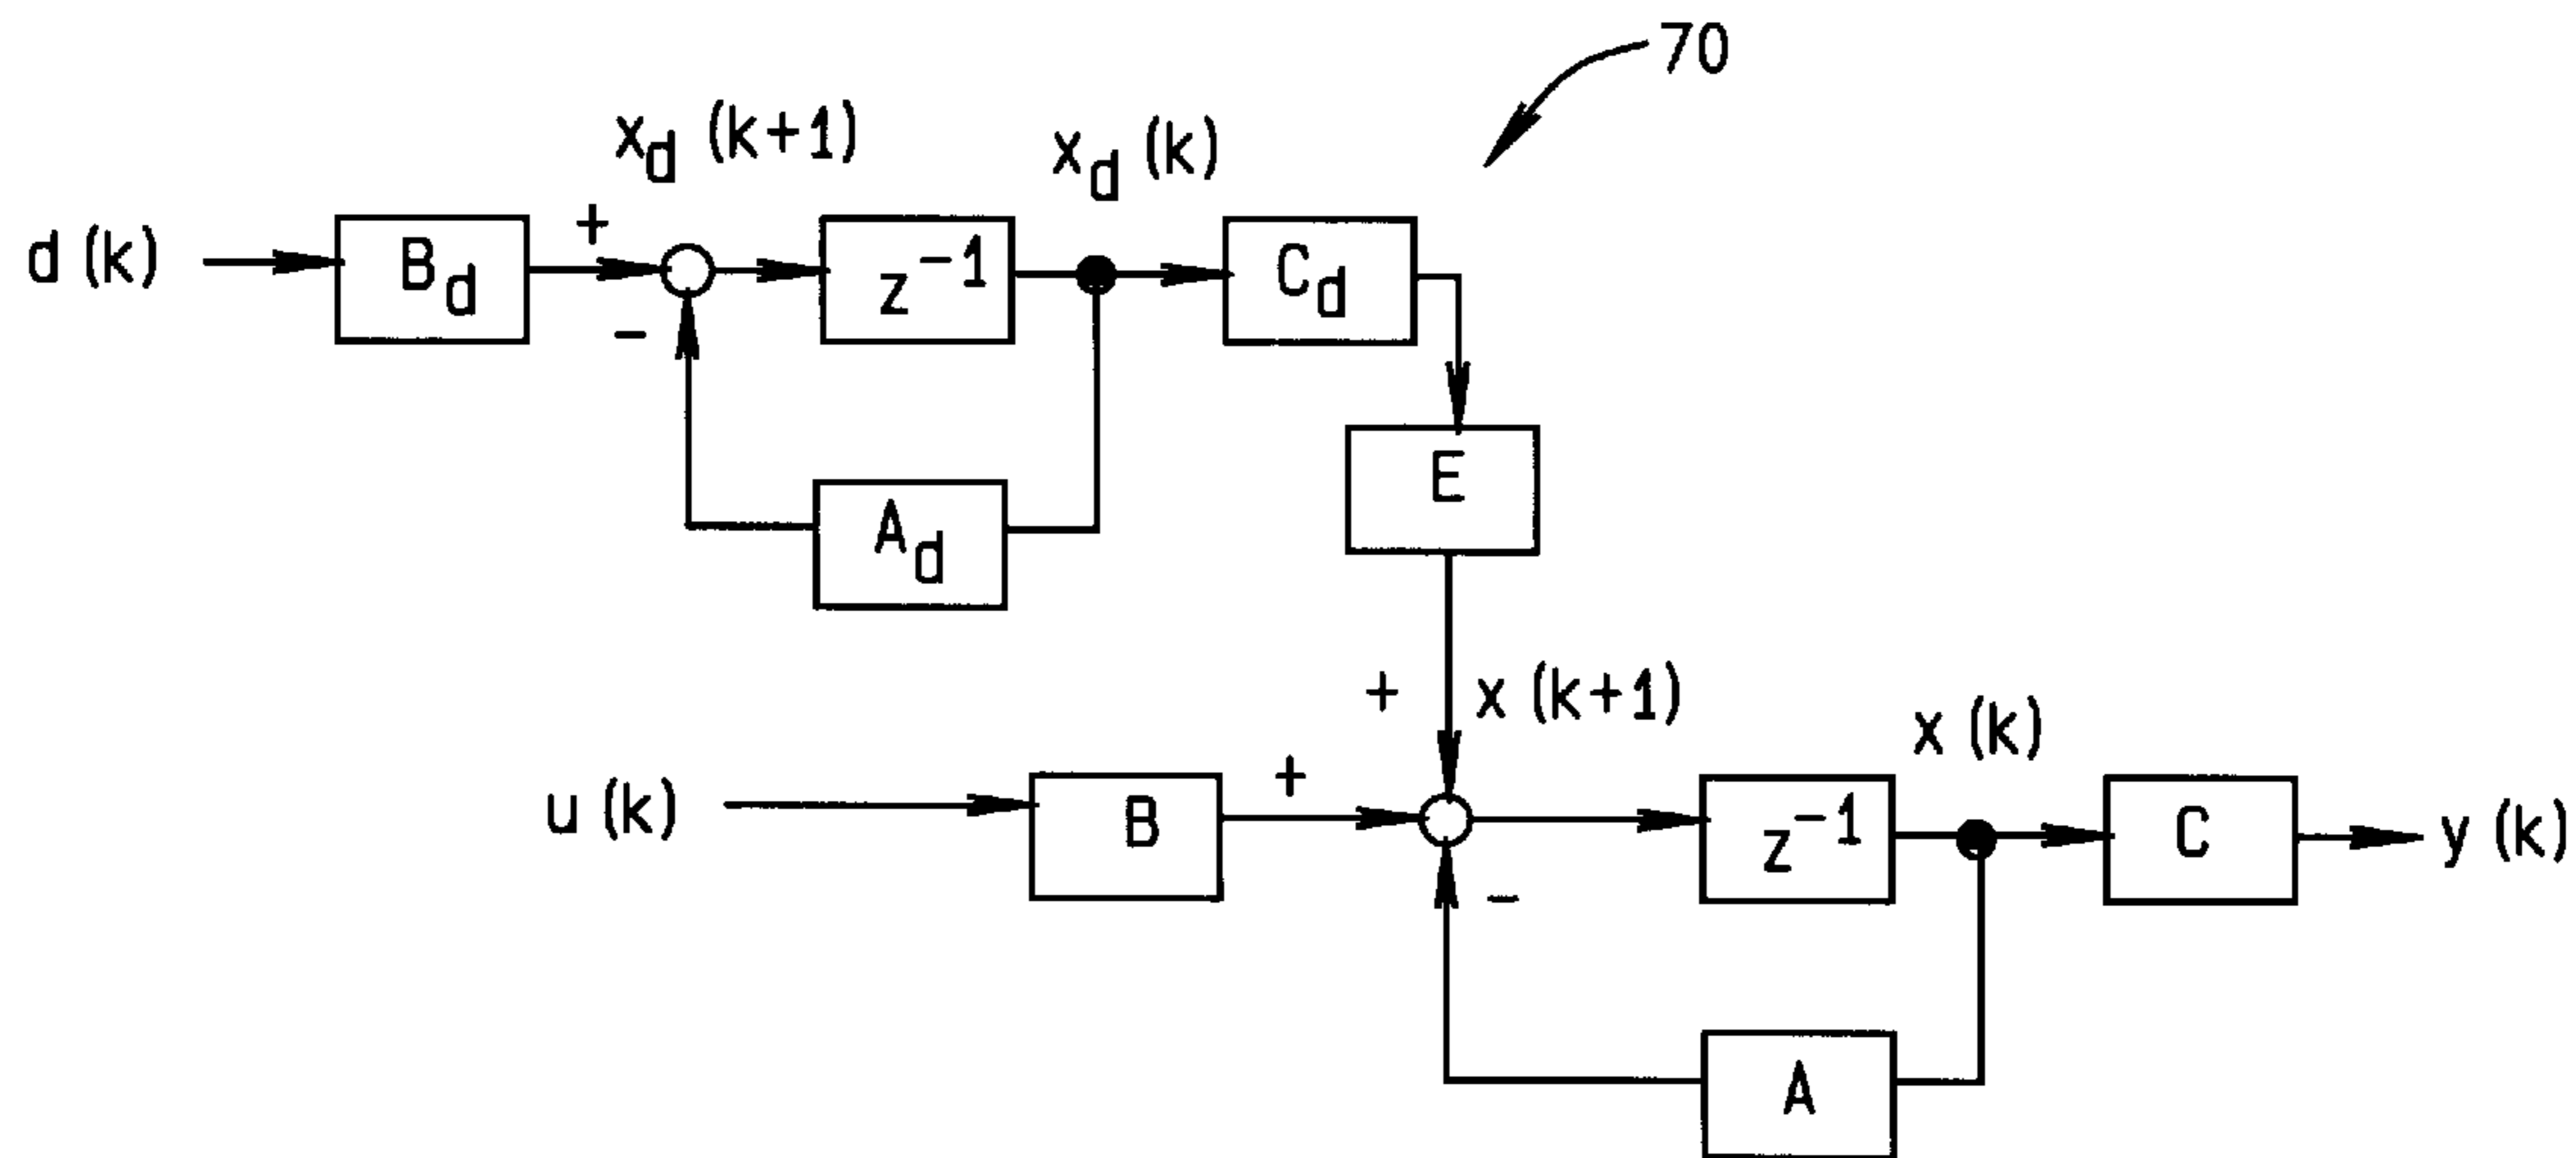 70
x_d (k+1)
x_d (k)
d (k)
B_d
+
-
z^-1
C_d
A_d
E
+
x (k+1)
x (k)
u (k)
B
+
-
z^-1
C
y (k)
A